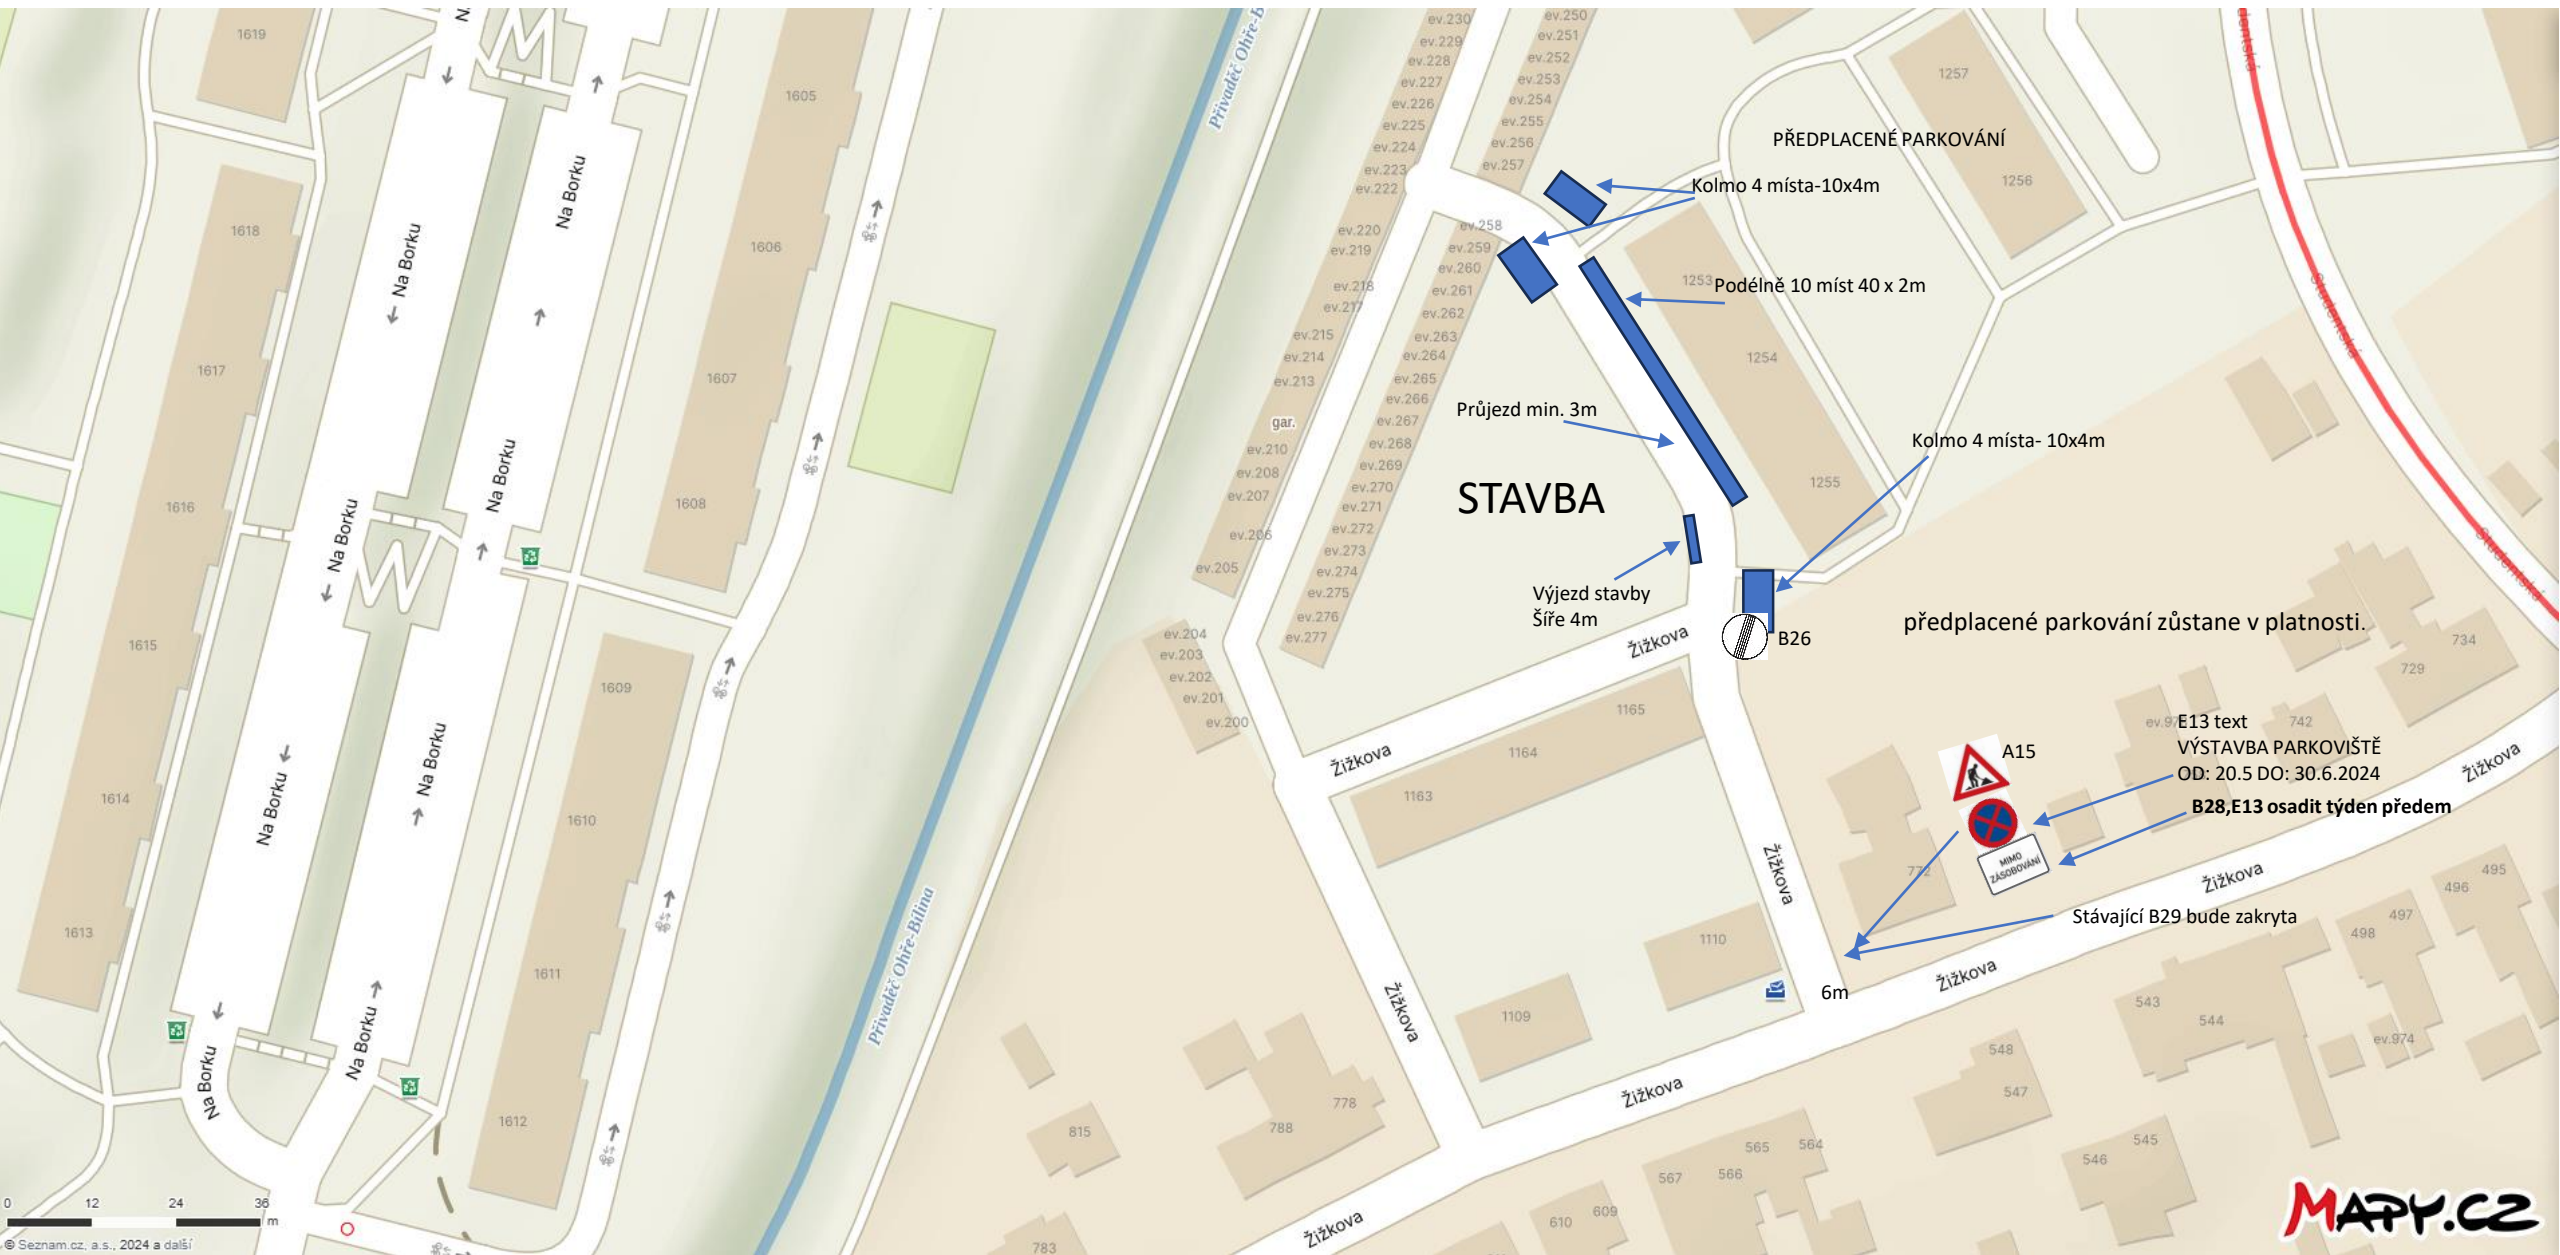 1619
1605
ev.230
ev.229
ev.228
ev.227
ev.226
ev.225
ev.224
ev.223
ev.222
ev.250
ev.251
ev.252
ev.253
ev.254
ev.255
ev.256
ev.257
1257
1256
PŘEDPLACENÉ PARKOVÁNÍ
Kolmo 4 místa-10x4m
Studentská
Přivaděč Ohře-B
Na Borku
Na Borku
1618
1606
ev.220
ev.219
ev.218
ev.217
ev.215
ev.214
ev.213
gar.
ev.210
ev.208
ev.207
ev.206
ev.205
ev.258
ev.259
ev.260
ev.261
ev.262
ev.263
ev.264
ev.265
ev.266
ev.267
ev.268
ev.269
ev.270
ev.271
ev.272
ev.273
ev.274
ev.275
ev.276
ev.277
1253
Podélně 10 míst 40 x 2m
1254
1255
Průjezd min. 3m
Kolmo 4 místa- 10x4m
STAVBA
Výjezd stavby
Šíře 4m
B26
předplacené parkování zůstane v platnosti.
Studentská
Studentská
1617
1607
1616
1608
Na Borku
Na Borku
1615
1609
ev.204
ev.203
ev.202
ev.201
ev.200
Žižkova
Žižkova
1165
1164
1163
734
729
742
E13 text
VÝSTAVBA PARKOVIŠTĚ
OD: 20.5 DO: 30.6.2024
B28,E13 osadit týden předem
A15
MIMO
ZÁSOBOVÁNÍ
772
Stávající B29 bude zakryta
6m
Žižkova
Žižkova
Žižkova
Žižkova
Žižkova
Žižkova
Žižkova
Na Borku
Na Borku
1614
1610
1613
1611
1612
Na Borku
Na Borku
Přivaděč Ohře-Bílina
1110
1109
495
496
497
498
543
544
ev.974
548
547
545
546
778
788
815
783
565
564
567
566
610
609
0 12 24 36
m
© Seznam.cz, a.s., 2024 a další
MAPY.CZ